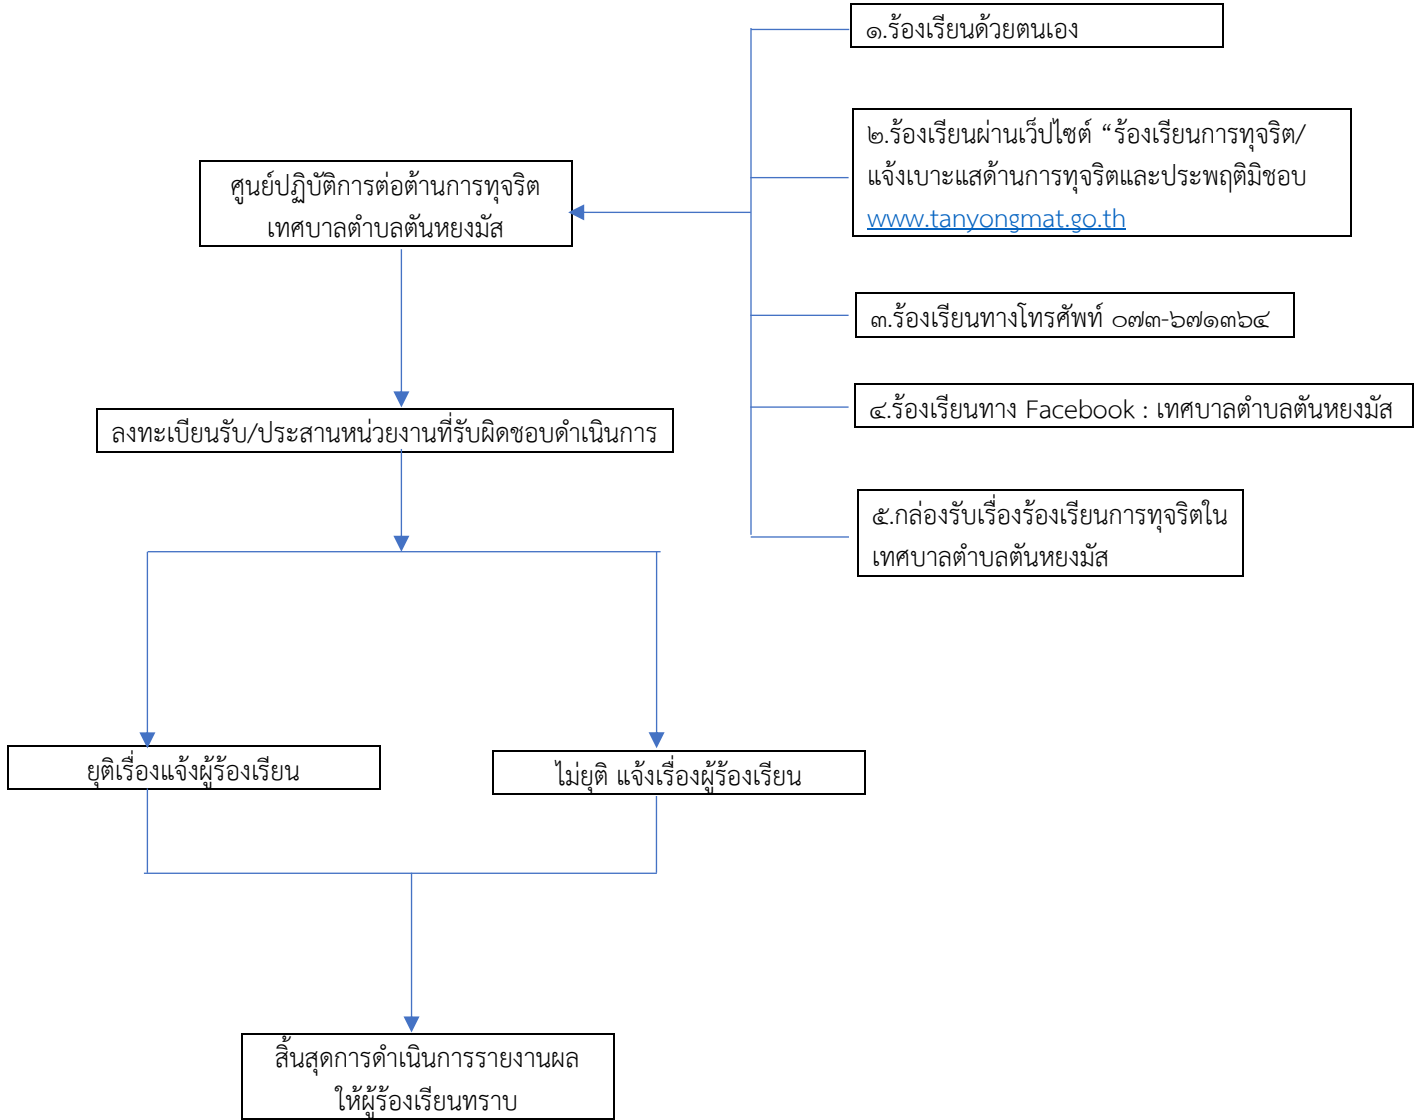 ๑.ร้องเรียนด้วยตนเอง
๒.ร้องเรียนผ่านเว็ปไซต์ “ร้องเรียนการทุจริต/
แจ้งเบาะแสด้านการทุจริตและประพฤติมิชอบ
www.tanyongmat.go.th
ศูนย์ปฏิบัติการต่อต้านการทุจริต
เทศบาลตำบลตันหยงมัส
๓.ร้องเรียนทางโทรศัพท์ ๐๗๓-๖๗๑๓๖๔
๔.ร้องเรียนทาง Facebook : เทศบาลตำบลตันหยงมัส
ลงทะเบียนรับ/ประสานหน่วยงานที่รับผิดชอบดำเนินการ
๕.กล่องรับเรื่องร้องเรียนการทุจริตใน
เทศบาลตำบลตันหยงมัส
ยุติเรื่องแจ้งผู้ร้องเรียน
ไม่ยุติ แจ้งเรื่องผู้ร้องเรียน
สิ้นสุดการดำเนินการรายงานผล
ให้ผู้ร้องเรียนทราบ